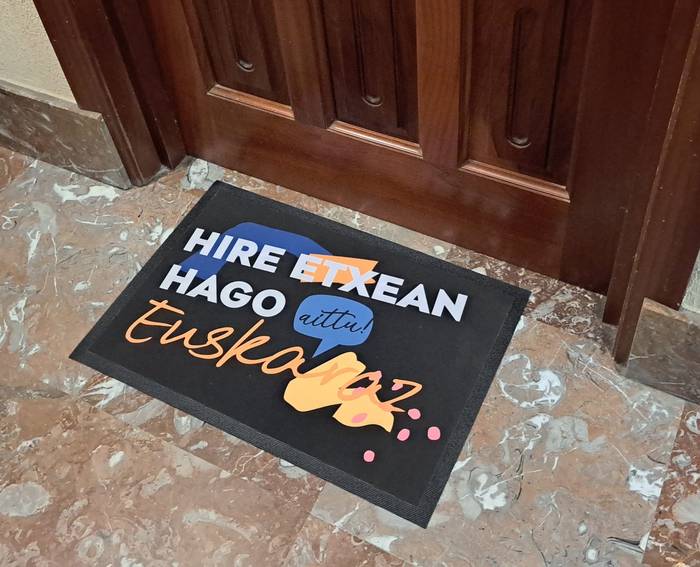 HIRE ETXEAN
HAGO
aittu!
Euskaraz